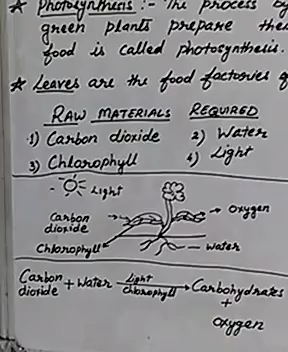 * Photosynthesis :- The process by
green plants prepare thei
food is called photosynthesis.
* Leaves are the food factories of
RAW MATERIALS REQUIRED
1) Carbon dioxide 2) Water
3) Chlorophyll 4) Light
Light
Carbon dioxide
Oxygen
Chlorophyll
Water
Carbon dioxide + Water Light Chlorophyll → Carbohydrates
+
Oxygen